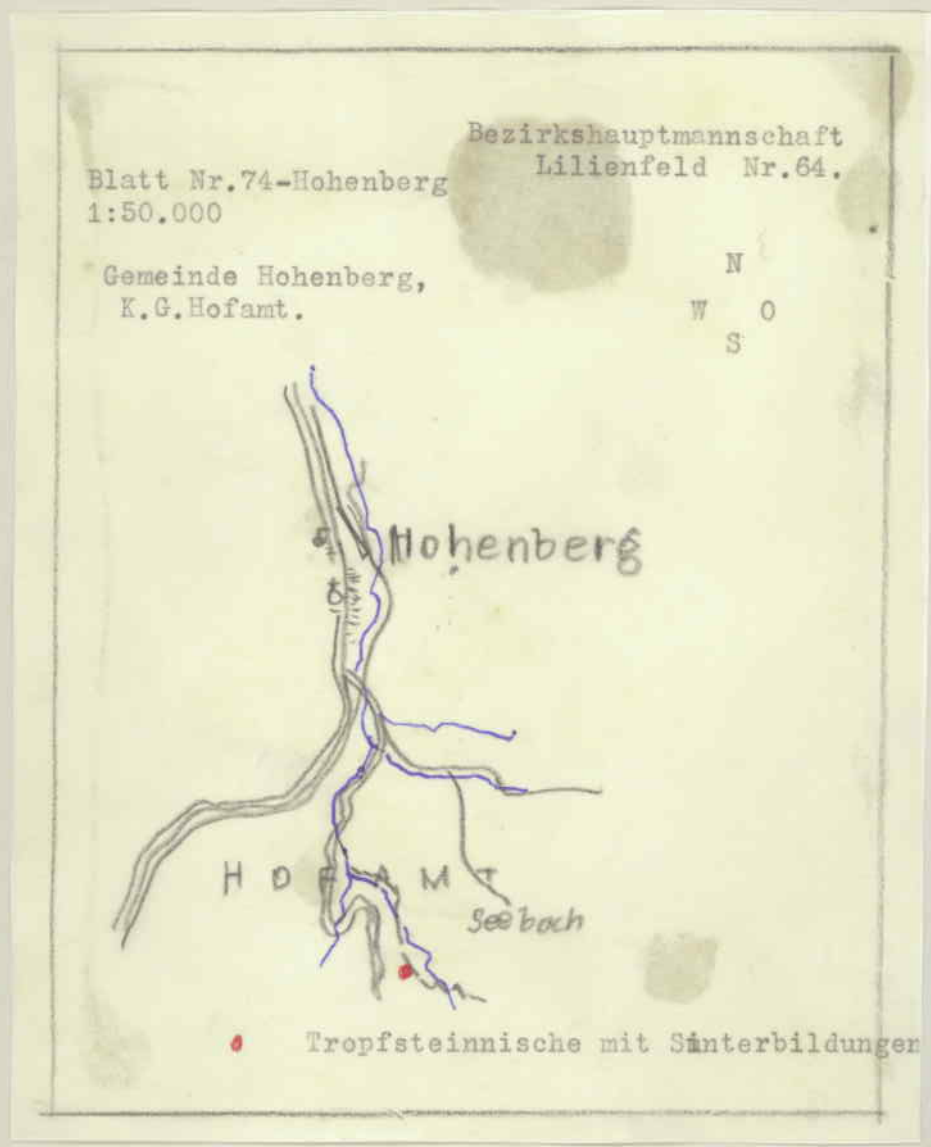 Bezirkshauptmannschaft
Lilienfeld Nr.64.
Blatt Nr.74-Hohenberg
1:50.000
Gemeinde Hohenberg,
K.G.Hofamt.
N
W O
S
Hohenberg
HOFAMT
Seebach
Tropfsteinnische mit Sinterbildungen